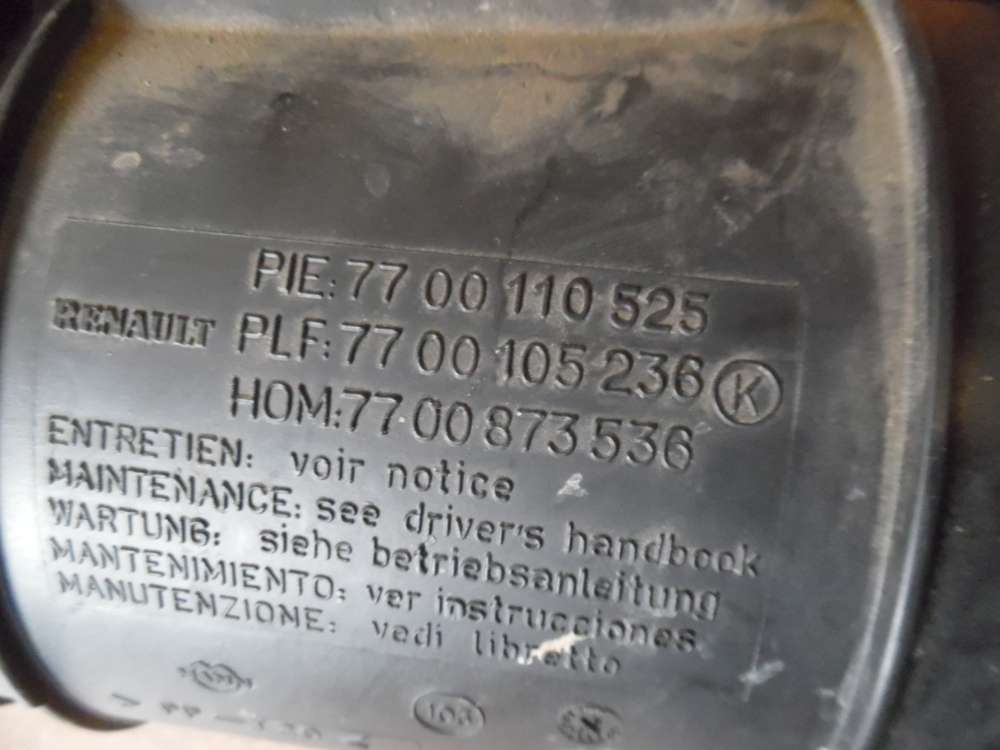 PIE: 77 00 110 525
RENAULT PLF: 77 00 105 236 K
HOM: 77 00 873 536
ENTRETIEN: voir notice
MAINTENANCE: see driver's handbook
WARTUNG: siehe betriebsanleitung
MANTENIMIENTO: ver instrucciones
MANUTENZIONE: vedi libretto
103